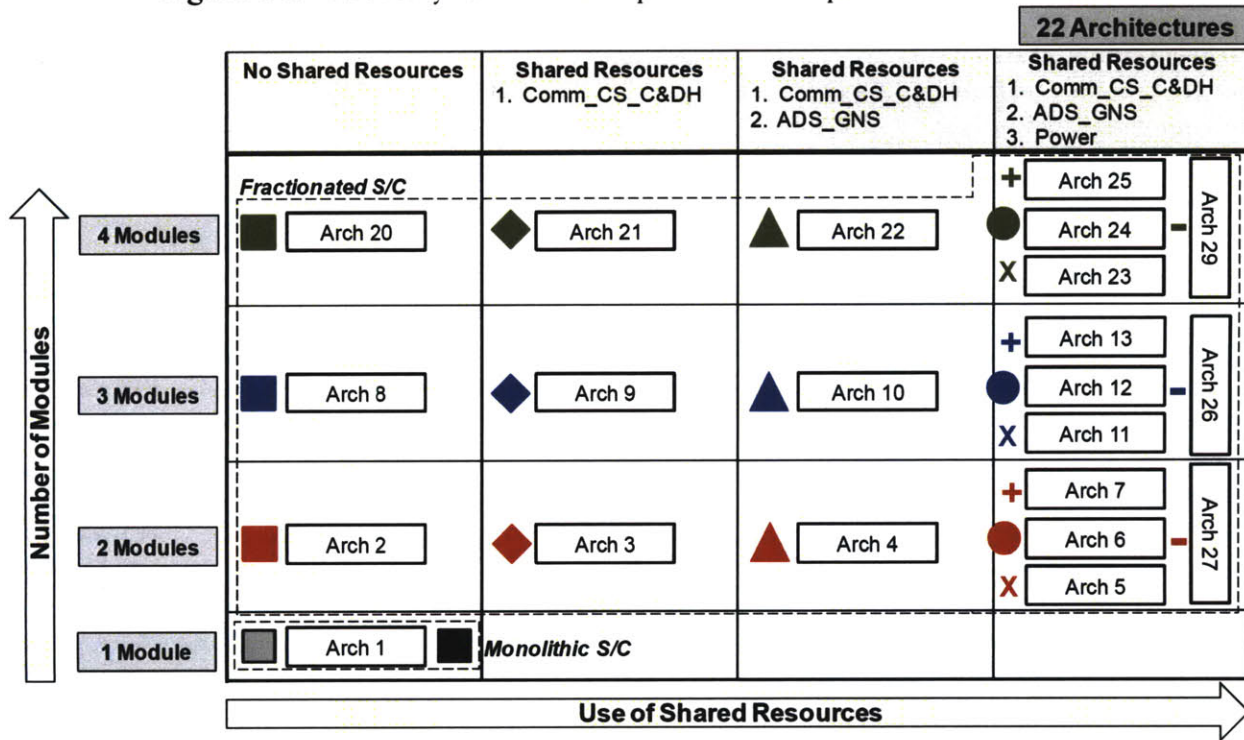 22 Architectures
No Shared Resources
Shared Resources
1. Comm_CS_C&DH
Shared Resources
1. Comm_CS_C&DH
2. ADS_GNS
Shared Resources
1. Comm_CS_C&DH
2. ADS_GNS
3. Power
Number of Modules
Fractionated S/C
4 Modules
Arch 20
Arch 21
Arch 22
+ Arch 25
Arch 24
X Arch 23
- Arch 29
3 Modules
Arch 8
Arch 9
Arch 10
+ Arch 13
Arch 12
X Arch 11
- Arch 26
2 Modules
Arch 2
Arch 3
Arch 4
+ Arch 7
Arch 6
X Arch 5
- Arch 27
1 Module
Arch 1
Monolithic S/C
Use of Shared Resources